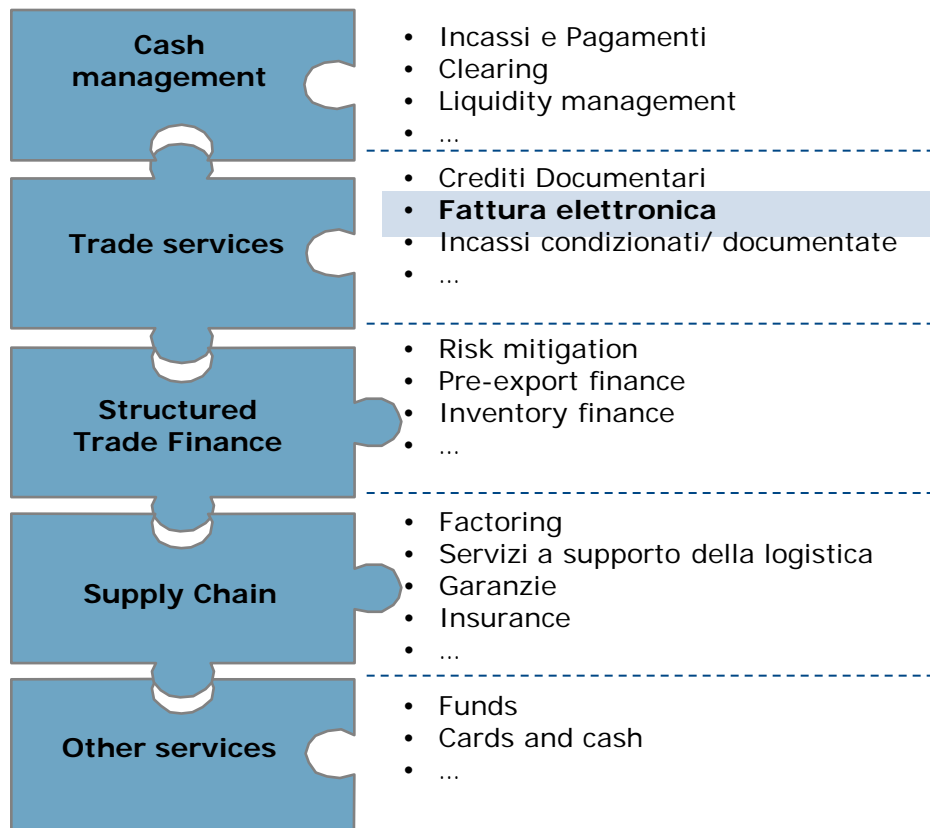 Cash
management
• Incassi e Pagamenti
• Clearing
• Liquidity management
• ...
Trade services
• Crediti Documentari
• Fattura elettronica
• Incassi condizionati/ documentate
• ...
Structured
Trade Finance
• Risk mitigation
• Pre-export finance
• Inventory finance
• ...
Supply Chain
• Factoring
• Servizi a supporto della logistica
• Garanzie
• Insurance
• ...
Other services
• Funds
• Cards and cash
• ...